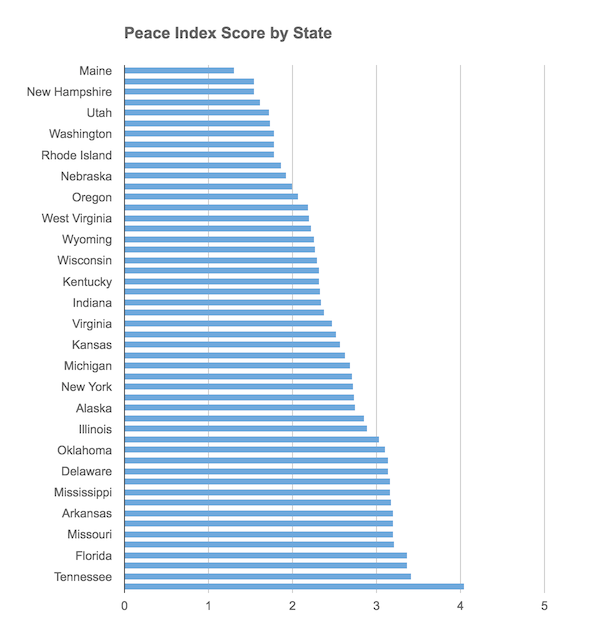 Peace Index Score by State
Maine
New Hampshire
Utah
Washington
Rhode Island
Nebraska
Oregon
West Virginia
Wyoming
Wisconsin
Kentucky
Indiana
Virginia
Kansas
Michigan
New York
Alaska
Illinois
Oklahoma
Delaware
Mississippi
Arkansas
Missouri
Florida
Tennessee
0 1 2 3 4 5